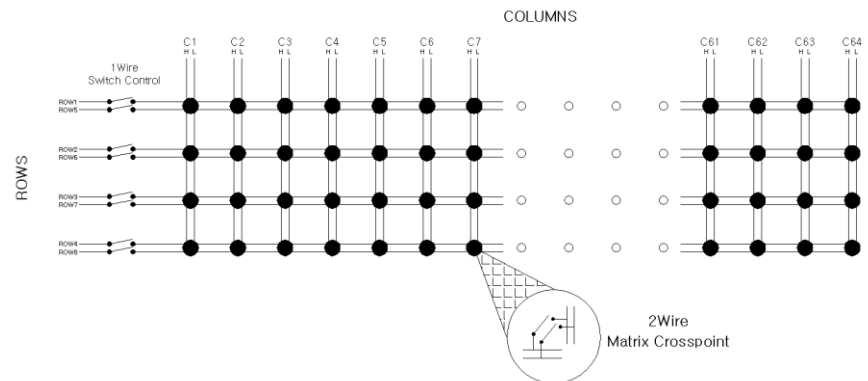 COLUMNS
C1 C2 C3 C4 C5 C6 C7 C61 C62 C63 C64
H L H L H L H L H L H L H L H L H L H L H L
1Wire
Switch Control
ROW1
ROW5
ROW2
ROW6
ROWS
ROW3
ROW7
ROW4
ROW8
2Wire
Matrix Crosspoint